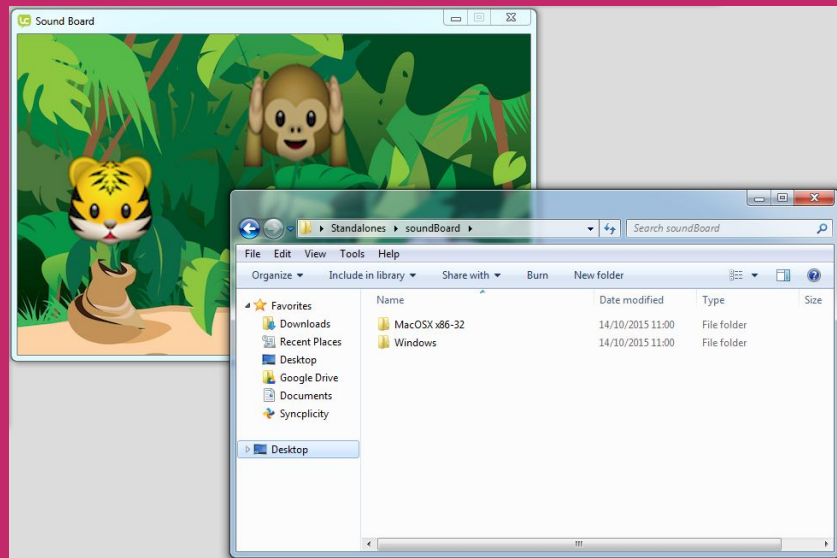 Sound Board
Standalones soundBoard
Search soundBoard
File Edit View Tools Help
Organize Include in library Share with Burn New folder
Name Date modified Type Size
Favorites
Downloads
Recent Places
Desktop
Google Drive
Documents
Syncplicity
Desktop
MacOSX x86-32 14/10/2015 11:00 File folder
Windows 14/10/2015 11:00 File folder